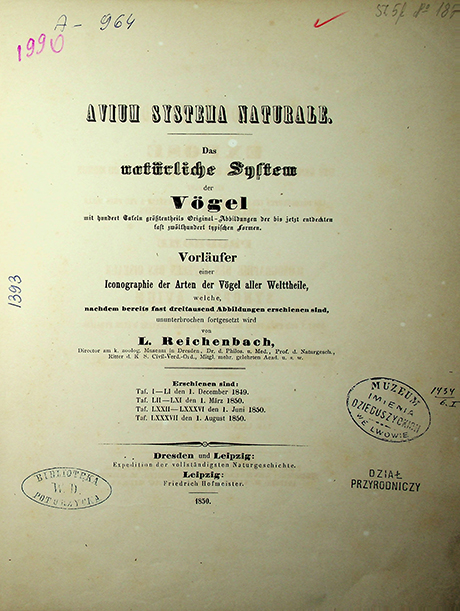 A - 964
1990
AVIUM SYSTEMA NATURALE.
Das
natürliche System
der
Vögel
mit hundert Tafeln größtentheils Original-Abbildungen der bis jetzt entdeckten
fast zwölfhundert typischen Formen.
Vorläufer
einer
Iconographie der Arten der Vögel aller Welttheile,
welche,
nachdem bereits fast dreitausend Abbildungen erschienen sind,
ununterbrochen fortgesetzt wird
von
L. Reichenbach,
Director am k. zoolog. Museum in Dresden, Dr. d. Philos. u. Med., Prof. d. Naturgesch.,
Ritter d. K. S. Civil-Verd.-Ord., Mitgl. mehr. gelehrten Acad. u. s. w.
1393
Erschienen sind:
Taf. I—LI den 1. December 1849.
Taf. LII—LXI den 1. März 1850.
Taf. LXXII—LXXXVI den 1. Juni 1850.
Taf. LXXXVII den 1. August 1850.
MUZEUM
IMIENIA
DZIEDUSZYCKICH
WE LWOWIE
1434
Dresden und Leipzig:
Expedition der vollständigsten Naturgeschichte.
Leipzig:
Friedrich Hofmeister.
1850.
BIBLIOTEKA
W. D.
POTURZYCKA
DZIAŁ
PRZYRODNICZY